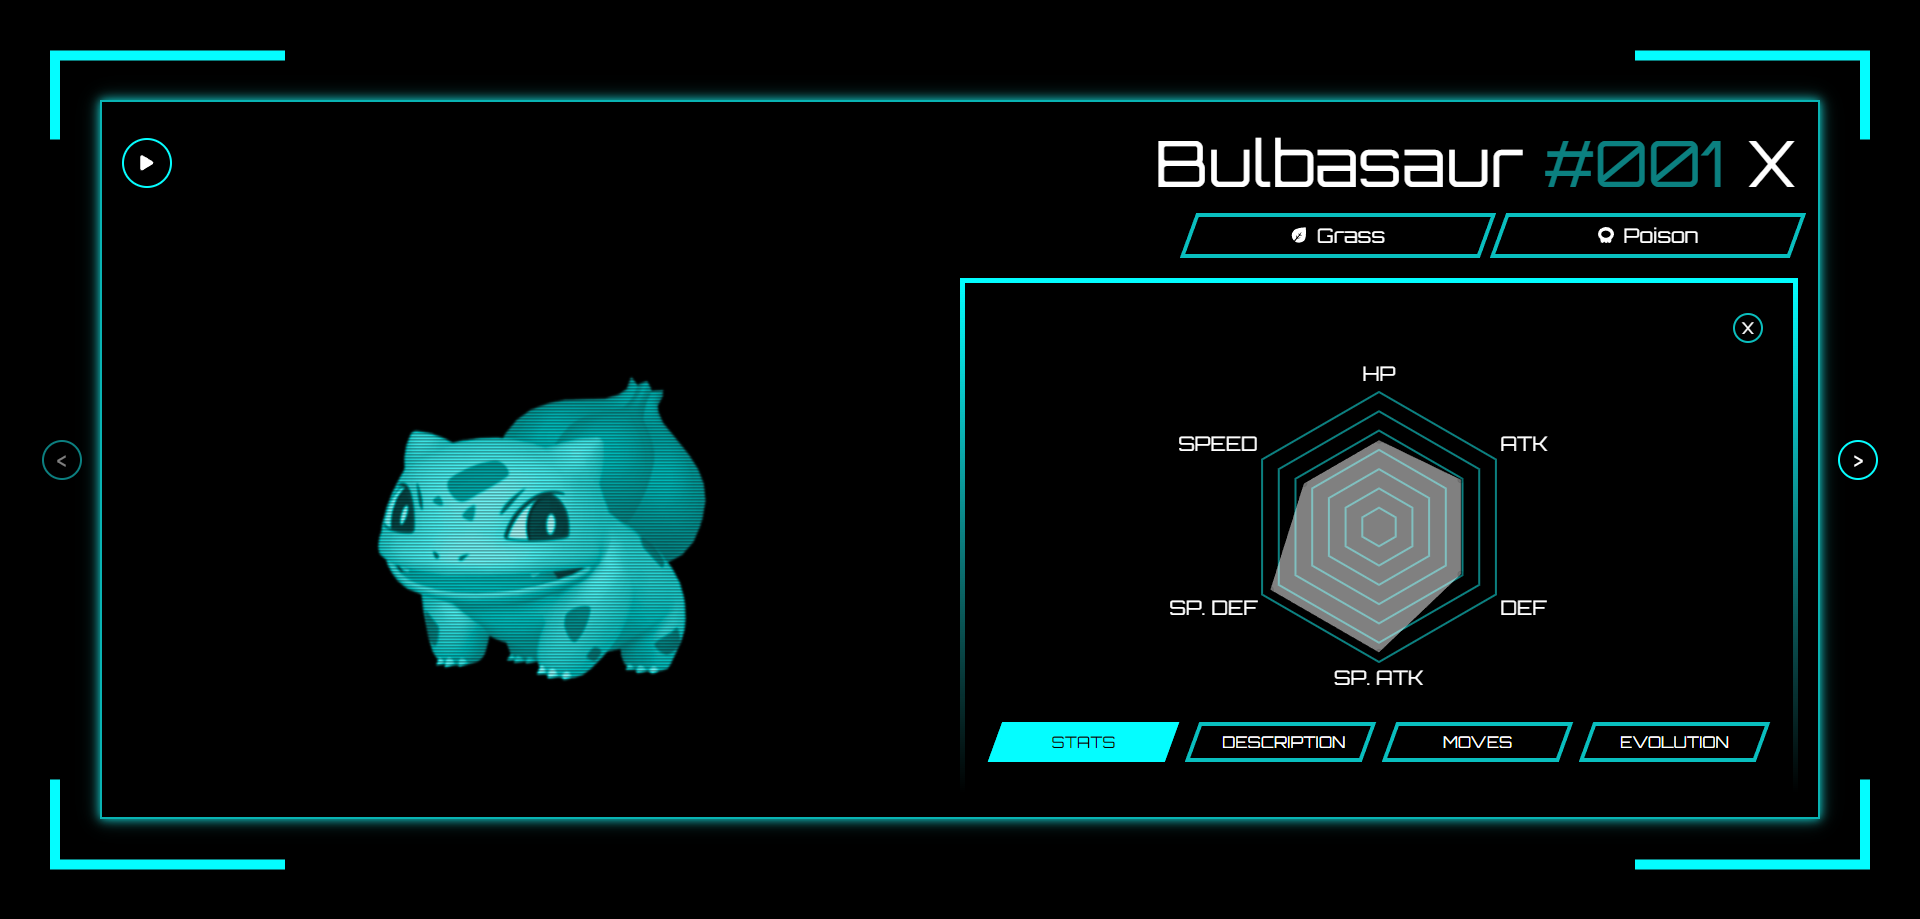 Bulbasaur #001 X
Grass Poison
X
HP
SPEED ATK
SP. DEF DEF
SP. ATK
< >
STATS DESCRIPTION MOVES EVOLUTION